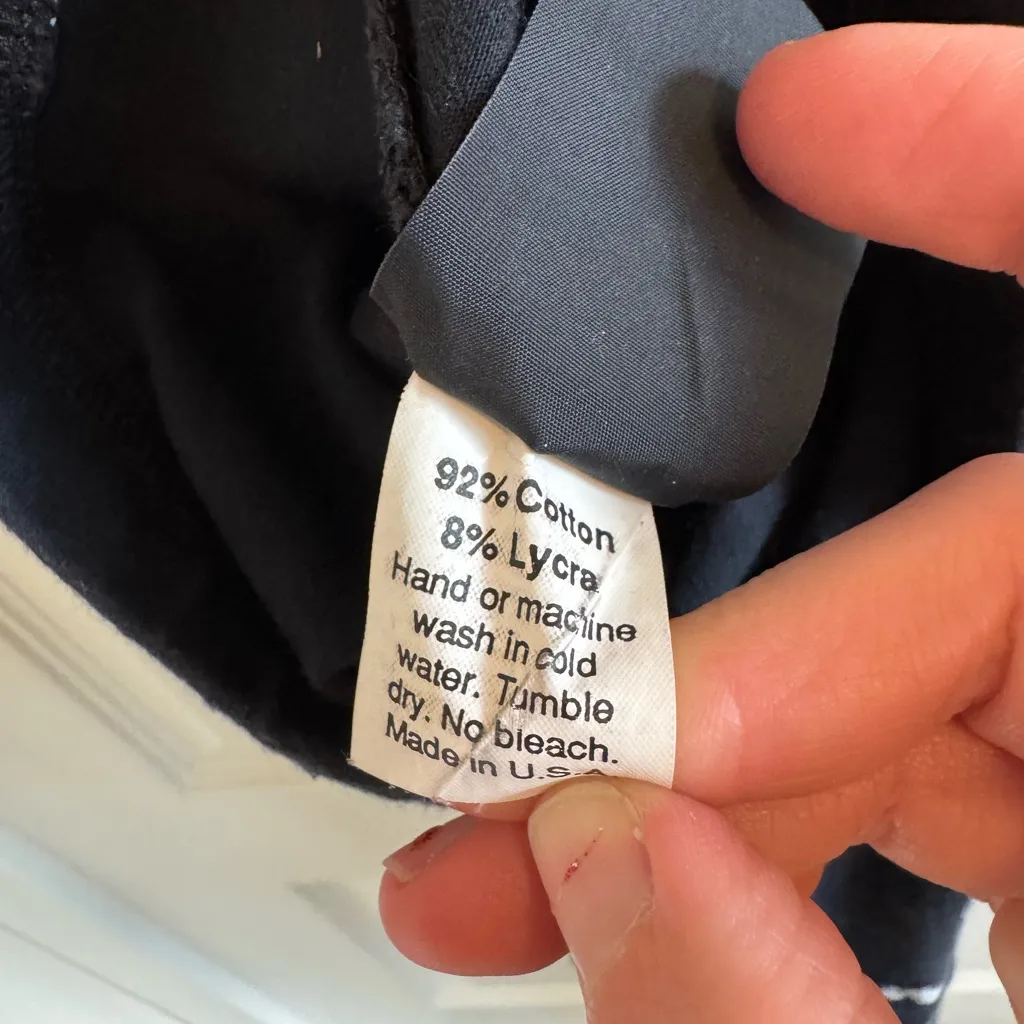 92% Cotton
8% Lycra
Hand or machine
wash in cold
water. Tumble
dry. No bleach.
Made in U.S.A